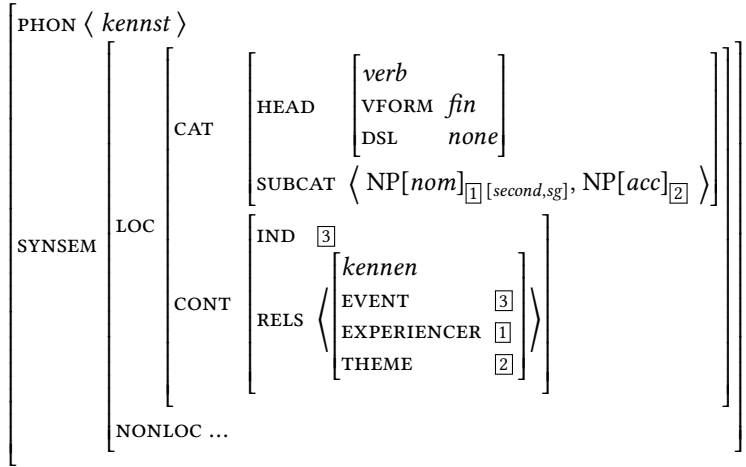 PHON ⟨ kennst ⟩
verb
HEAD VFORM fin
CAT DSL none
SUBCAT ⟨ NP[nom]1 [second,sg], NP[acc]2 ⟩
LOC
SYNSEM IND 3
kennen
CONT EVENT 3
RELS ⟨ EXPERIENCER 1 ⟩
THEME 2
NONLOC ...